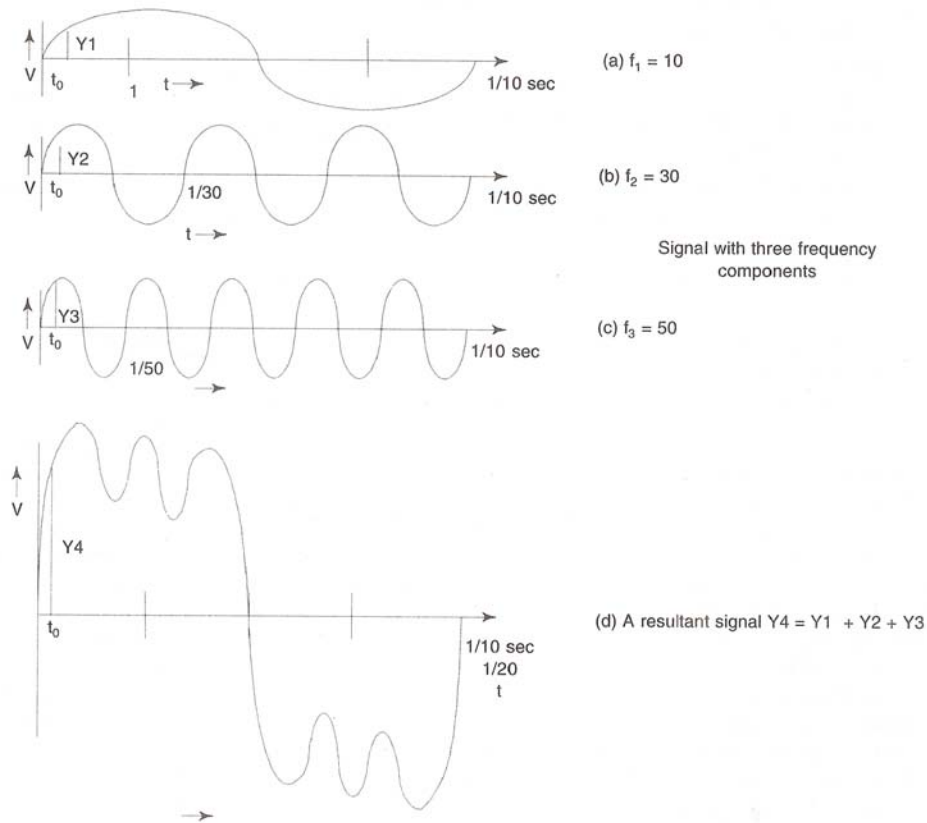 Y1
V
t₀
1
t
1/10 sec
(a) f₁ = 10
Y2
V
t₀
1/30
1/10 sec
t
(b) f₂ = 30
Signal with three frequency
components
Y3
V
t₀
1/50
1/10 sec
(c) f₃ = 50
V
Y4
t₀
1/10 sec
1/20
t
(d) A resultant signal Y4 = Y1 + Y2 + Y3